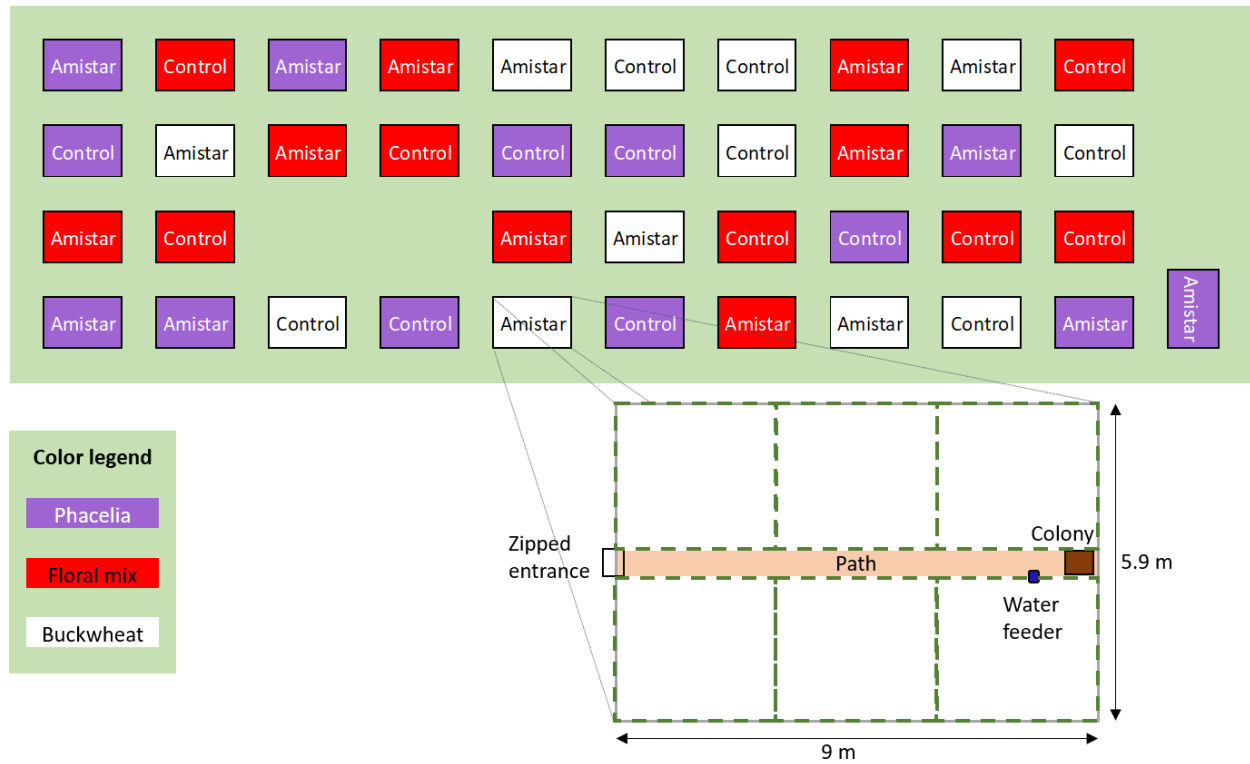 Amistar Control Amistar Amistar Amistar Control Control Amistar Amistar Control
Control Amistar Amistar Control Control Control Control Amistar Amistar Control
Amistar Control Amistar Amistar Control Control Control Control
Amistar Amistar Control Control Amistar Control Amistar Amistar Control Amistar Amistar
Color legend
Phacelia
Floral mix
Buckwheat
Zipped
entrance
Path
Colony
Water
feeder
5.9 m
9 m